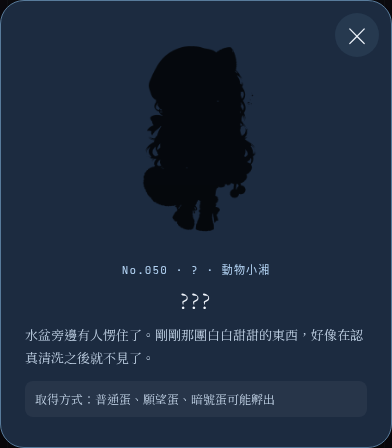 No.050 · ? · 動物小湘
???
水盆旁邊有人愣住了。剛剛那團白白甜甜的東西，好像在認
真清洗之後就不見了。
取得方式：普通蛋、願望蛋、暗號蛋可能孵出